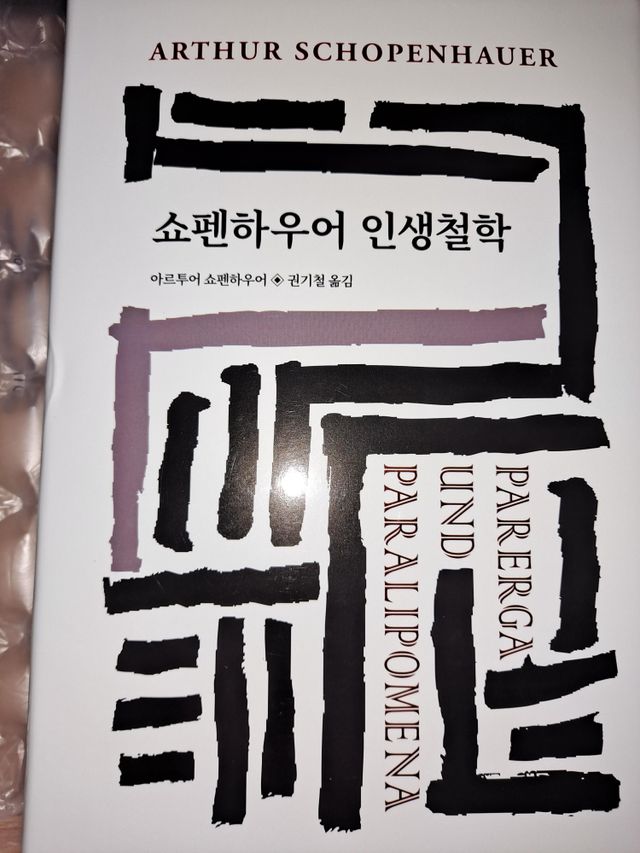 ARTHUR SCHOPENHAUER
쇼펜하우어 인생철학
아르투어 쇼펜하우어 ◈ 권기철 옮김
PARERGA
UND
PARALIPOMENA